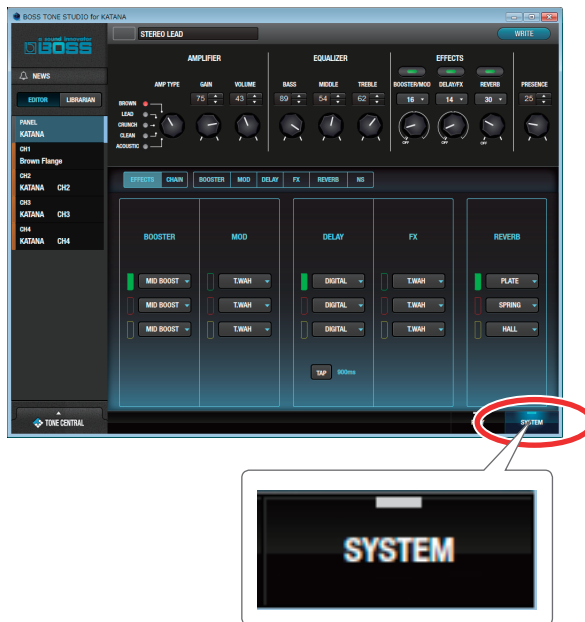 BOSS TONE STUDIO for KATANA
a sound innovator
BOSS
STEREO LEAD
WRITE
NEWS
EDITOR LIBRARIAN
PANEL
KATANA
CH1
Brown Flange
CH2
KATANA CH2
CH3
KATANA CH3
CH4
KATANA CH4
AMPLIFIER EQUALIZER EFFECTS
AMP TYPE GAIN VOLUME BASS MIDDLE TREBLE BOOSTER/MOD DELAY/FX REVERB PRESENCE
75 43 89 54 62 16 14 30 25
BROWN
LEAD
CRUNCH
CLEAN
ACOUSTIC
OFF OFF OFF
EFFECTS CHAIN BOOSTER MOD DELAY FX REVERB NS
BOOSTER MOD DELAY FX REVERB
MID BOOST T.WAH DIGITAL T.WAH PLATE
MID BOOST T.WAH DIGITAL T.WAH SPRING
MID BOOST T.WAH DIGITAL T.WAH HALL
TAP 900ms
TONE CENTRAL
SYSTEM
SYSTEM